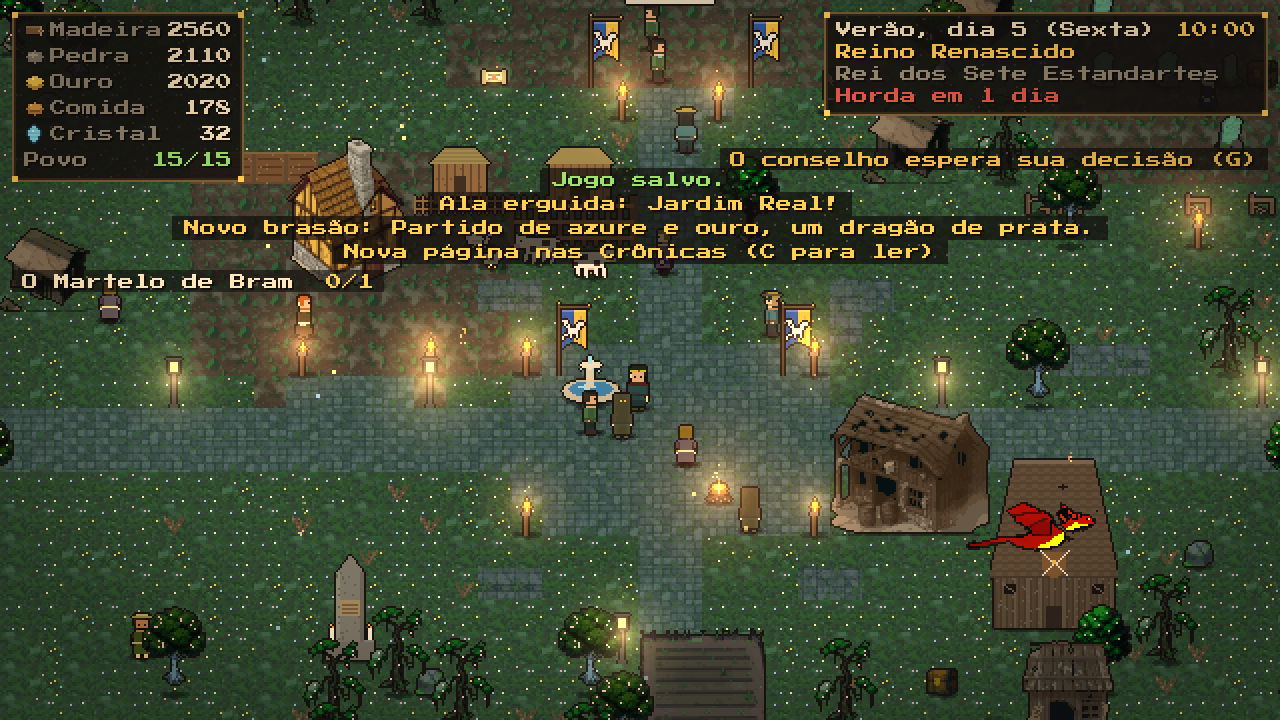 Madeira 2560
Pedra 2110
Ouro 2020
Comida 178
Cristal 32
Povo 15/15
Verão, dia 5 (Sexta) 10:00
Reino Renascido
Rei dos Sete Estandartes
Horda em 1 dia
O conselho espera sua decisão (G)
Jogo salvo.
Ala erguida: Jardim Real!
Novo brasão: Partido de azure e ouro, um dragão de prata.
Nova página nas Crônicas (C para ler)
O Martelo de Bram 0/1